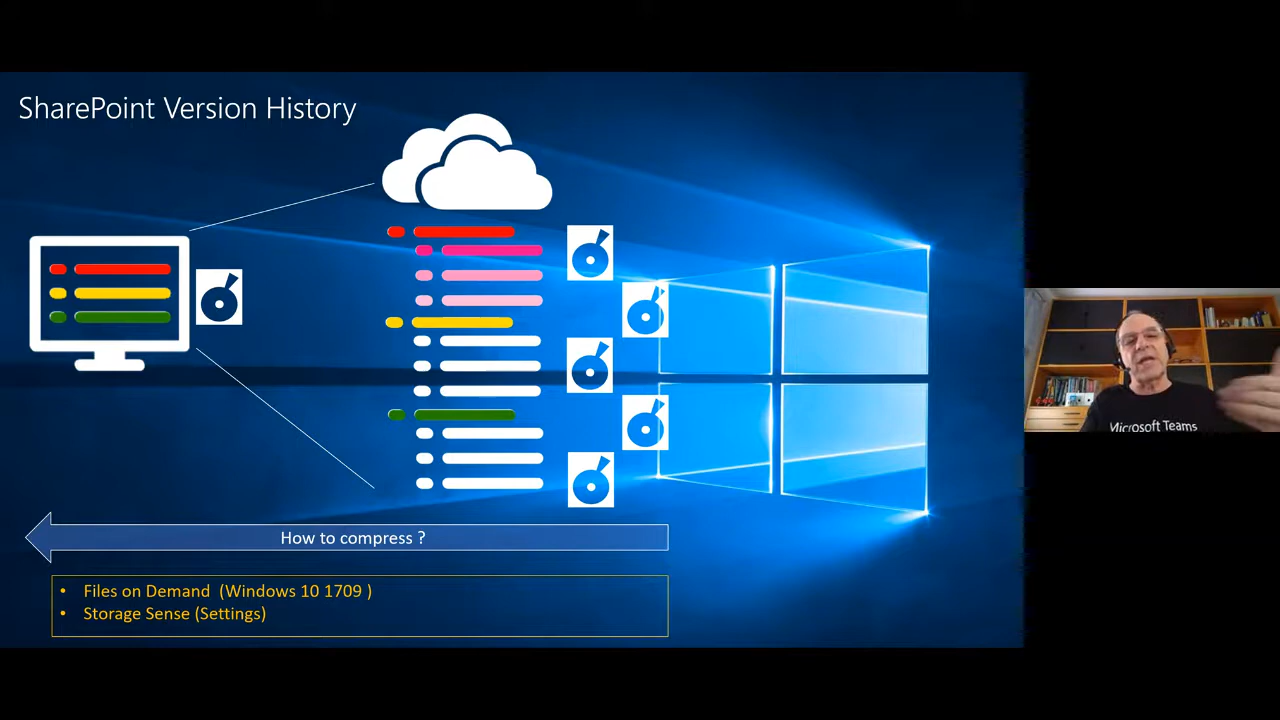 SharePoint Version History
How to compress ?
• Files on Demand (Windows 10 1709 )
• Storage Sense (Settings)
Microsoft Teams